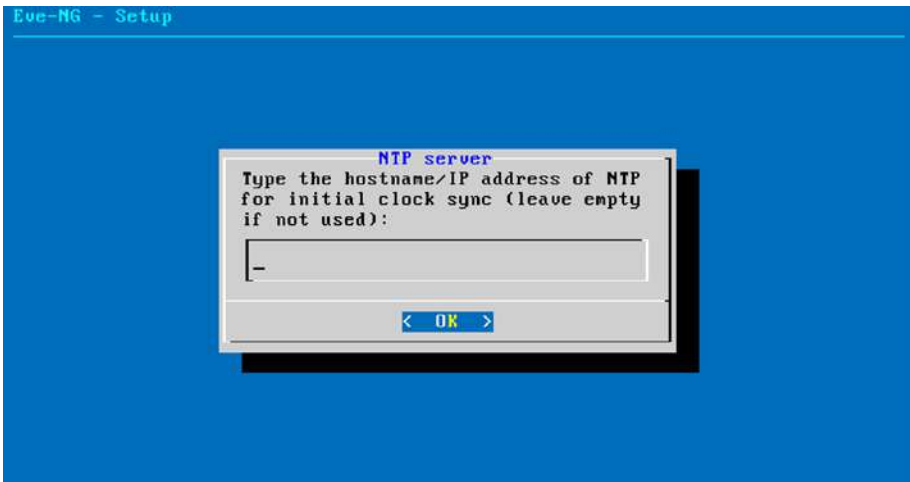 Eve-NG - Setup
NTP server
Type the hostname/IP address of NTP
for initial clock sync (leave empty
if not used):
< OK >